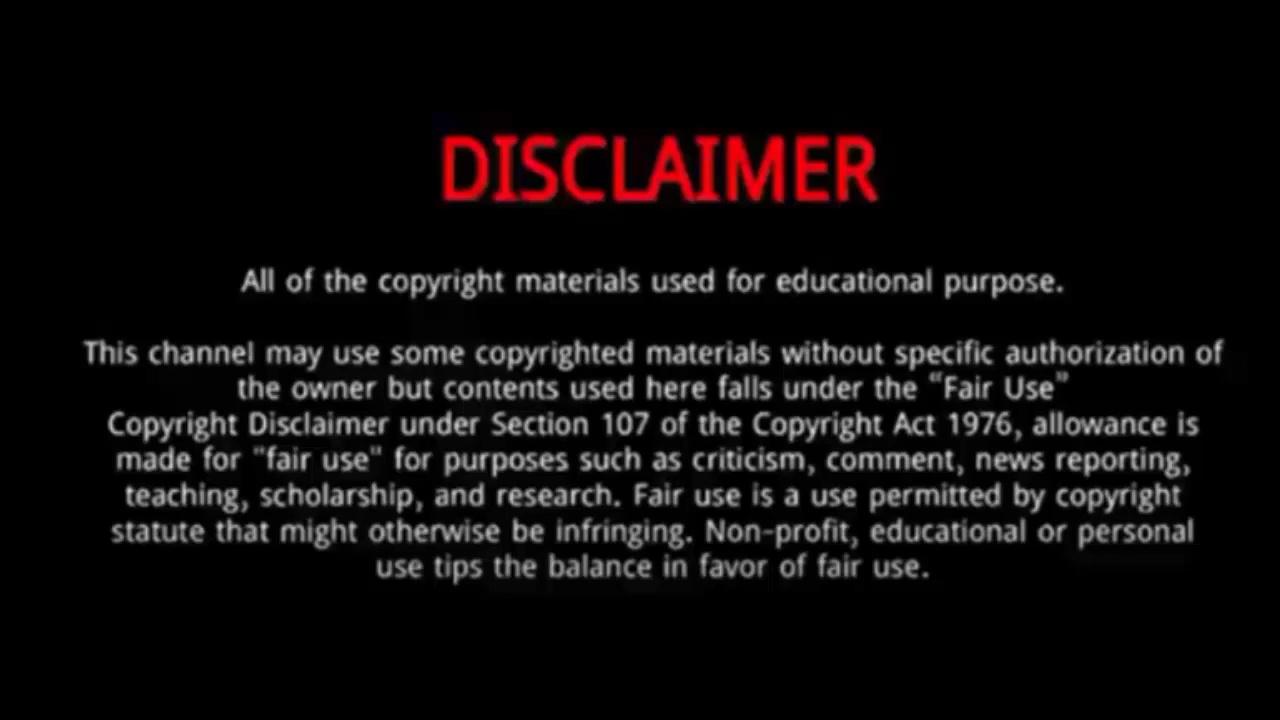 DISCLAIMER
All of the copyright materials used for educational purpose.
This channel may use some copyrighted materials without specific authorization of
the owner but contents used here falls under the “Fair Use”
Copyright Disclaimer under Section 107 of the Copyright Act 1976, allowance is
made for "fair use" for purposes such as criticism, comment, news reporting,
teaching, scholarship, and research. Fair use is a use permitted by copyright
statute that might otherwise be infringing. Non-profit, educational or personal
use tips the balance in favor of fair use.